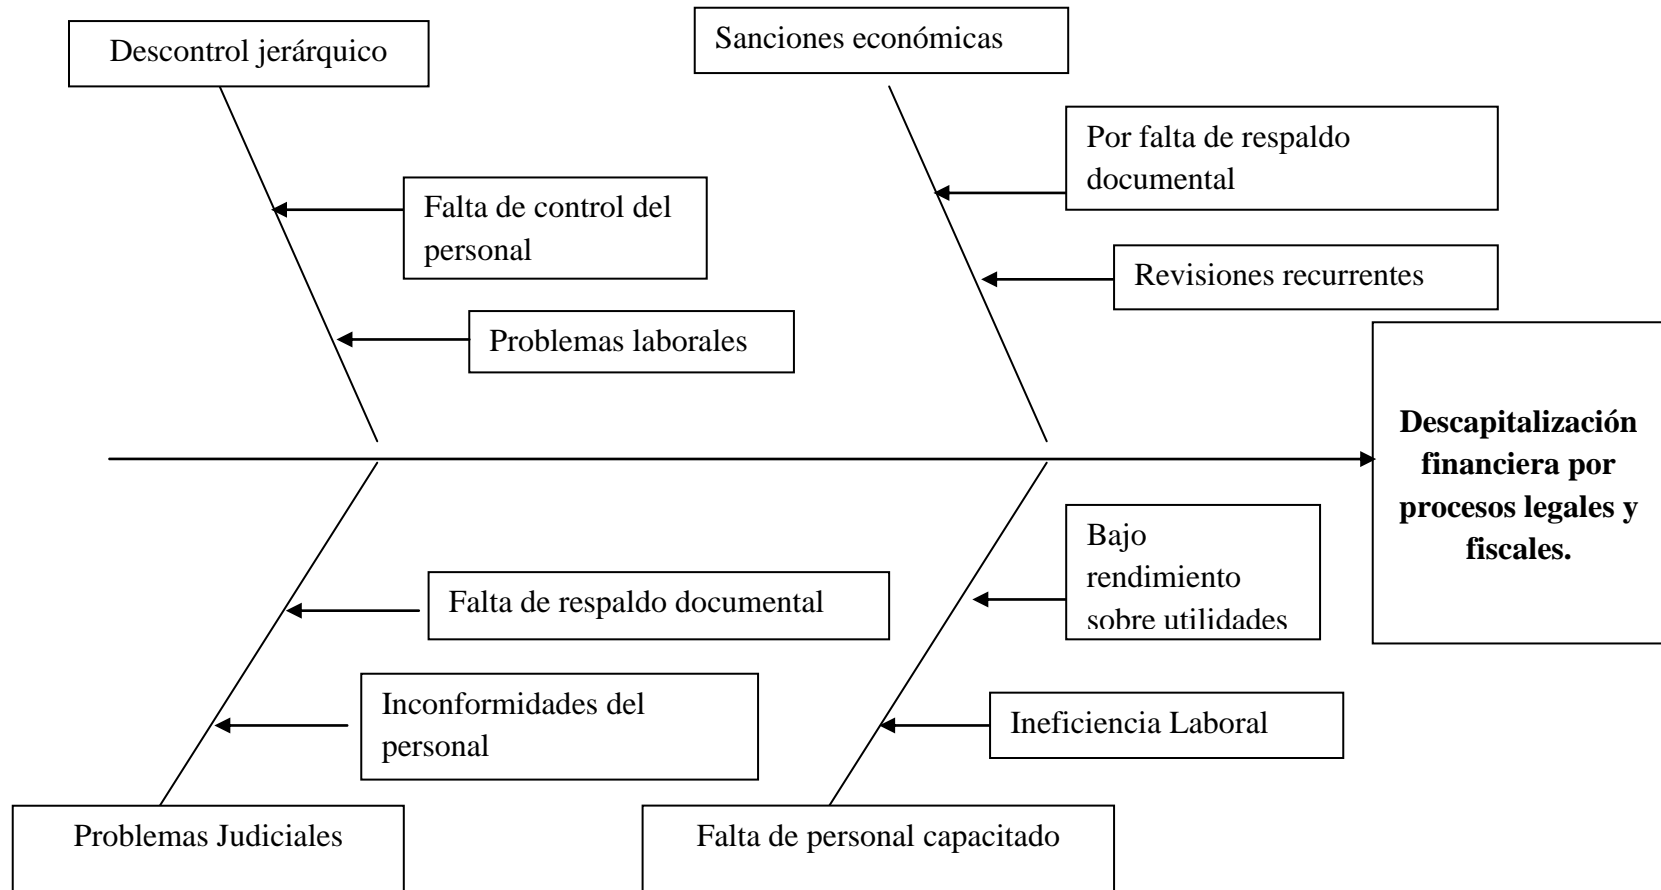 Descontrol jerárquico
Sanciones económicas
Por falta de respaldo
documental
Falta de control del
personal
Revisiones recurrentes
Problemas laborales
Descapitalización
financiera por
procesos legales y
fiscales.
Bajo
rendimiento
sobre utilidades
Falta de respaldo documental
Inconformidades del
personal
Ineficiencia Laboral
Problemas Judiciales
Falta de personal capacitado